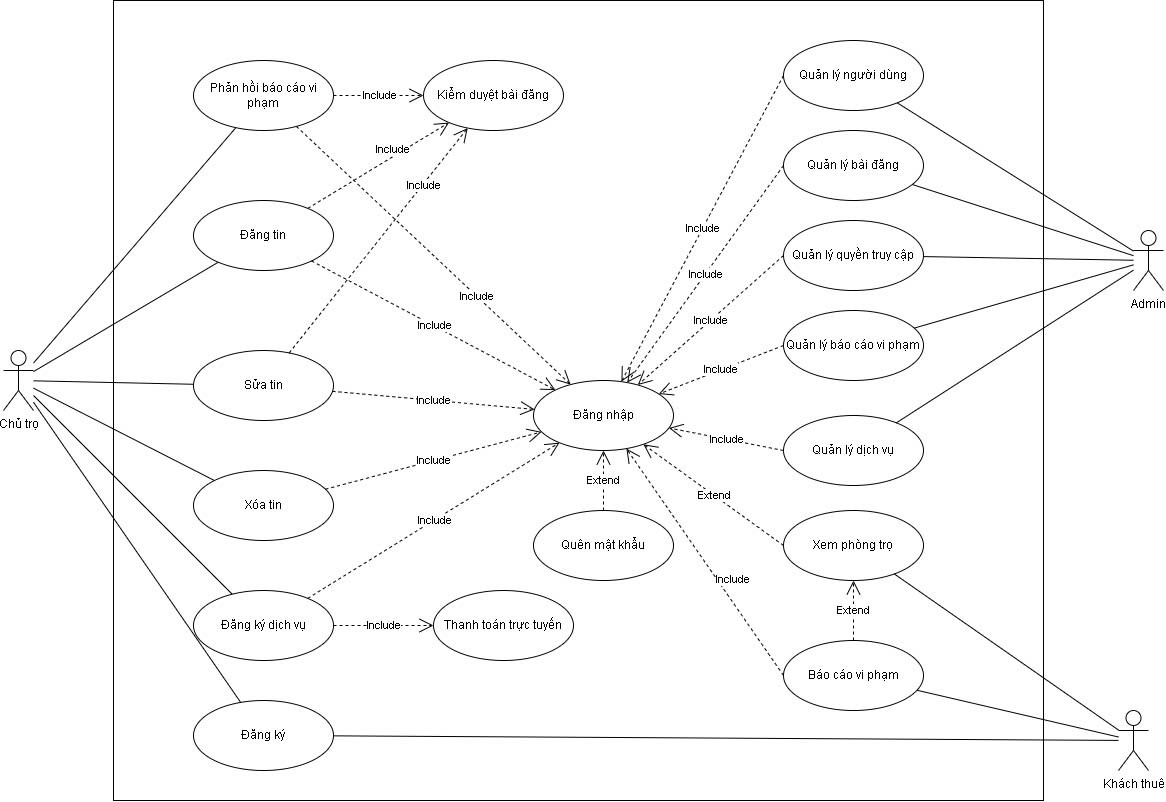 Quản lý người dùng
Phản hồi báo cáo vi
phạm
Include
Kiểm duyệt bài đăng
Include
Quản lý bài đăng
Include
Include
Đăng tin
Quản lý quyền truy cập
Include
Admin
Include
Include
Include
Quản lý báo cáo vi phạm
Include
Include
Sửa tin
Include
Đăng nhập
Chủ trọ
Include
Quản lý dịch vụ
Include
Extend
Extend
Xóa tin
Include
Quên mật khẩu
Xem phòng trọ
Include
Extend
Đăng ký dịch vụ
Include
Thanh toán trực tuyến
Báo cáo vi phạm
Đăng ký
Khách thuê